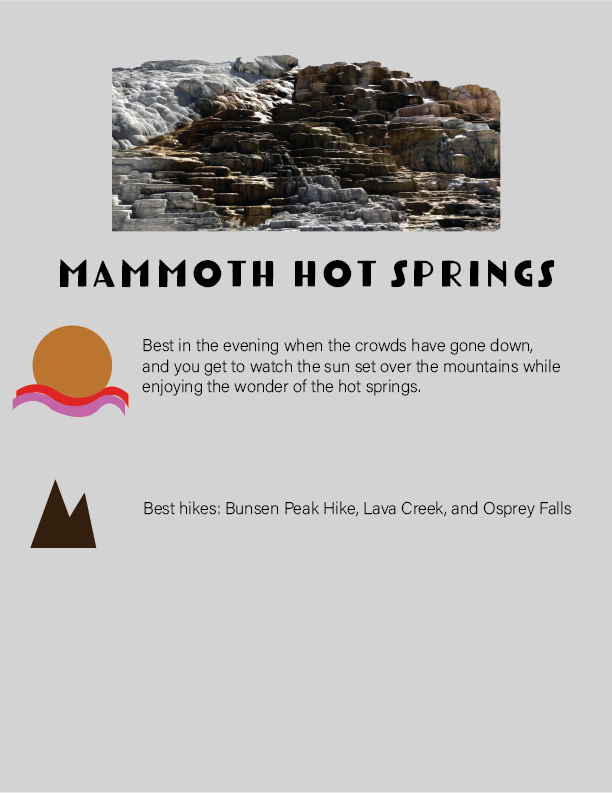 MAMMOTH HOT SPRINGS
Best in the evening when the crowds have gone down,
and you get to watch the sun set over the mountains while
enjoying the wonder of the hot springs.
Best hikes: Bunsen Peak Hike, Lava Creek, and Osprey Falls